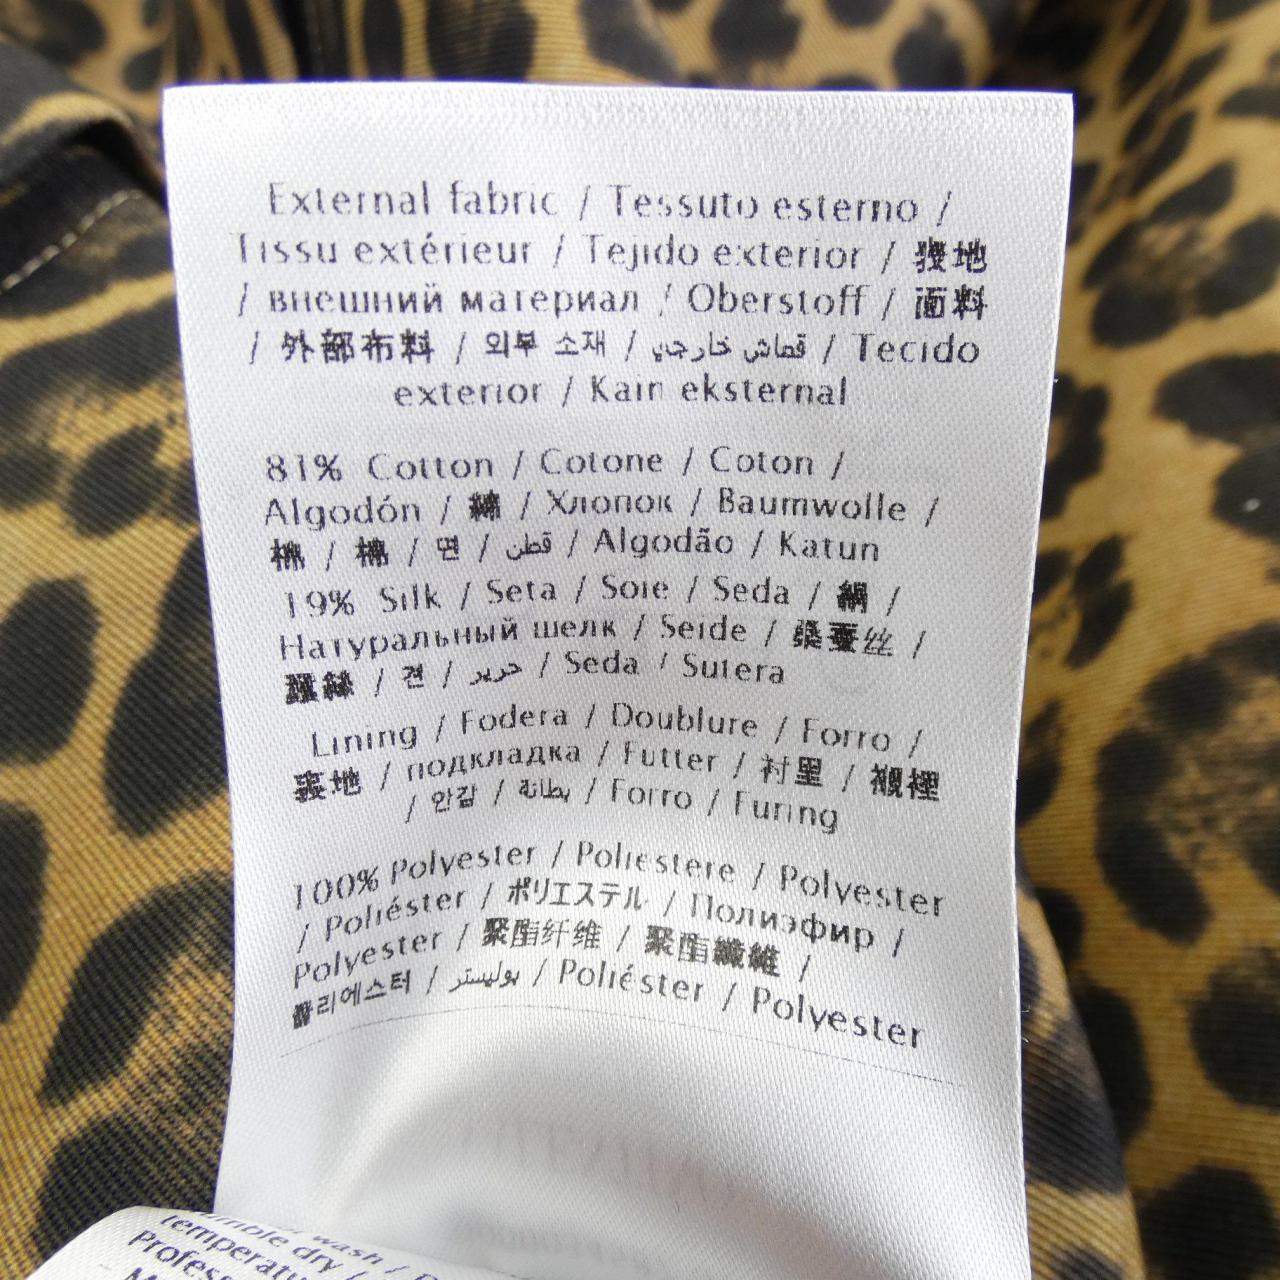 External fabric / Tessuto esterno /
Tissu extérieur / Tejido exterior / 表地
/ внешний материал / Oberstoff / 面料
/ 外部布料 / 외부 소재 / قماش خارجي / Tecido
exterior / Kain eksternal
81% Cotton / Cotone / Coton /
Algodón / 綿 / Хлопок / Baumwolle /
棉 / 棉 / 면 / قطن / Algodão / Katun
19% Silk / Seta / Soie / Seda / 絹 /
Натуральный шелк / Seide / 桑蚕丝 /
蠶絲 / 견 / حرير / Seda / Sutera
Lining / Fodera / Doublure / Forro /
裏地 / подкладка / Futter / 衬里 / 襯裡
/ 안감 / بطانة / Forro / Furing
100% Polyester / Poliestere / Polyester
/ Poliéster / ポリエステル / Полиэфир /
Polyester / 聚酯纤维 / 聚酯纖維 /
폴리에스터 / بوليستر / Poliéster / Polyester
wash /
tumble dry /
temperatu
Profess